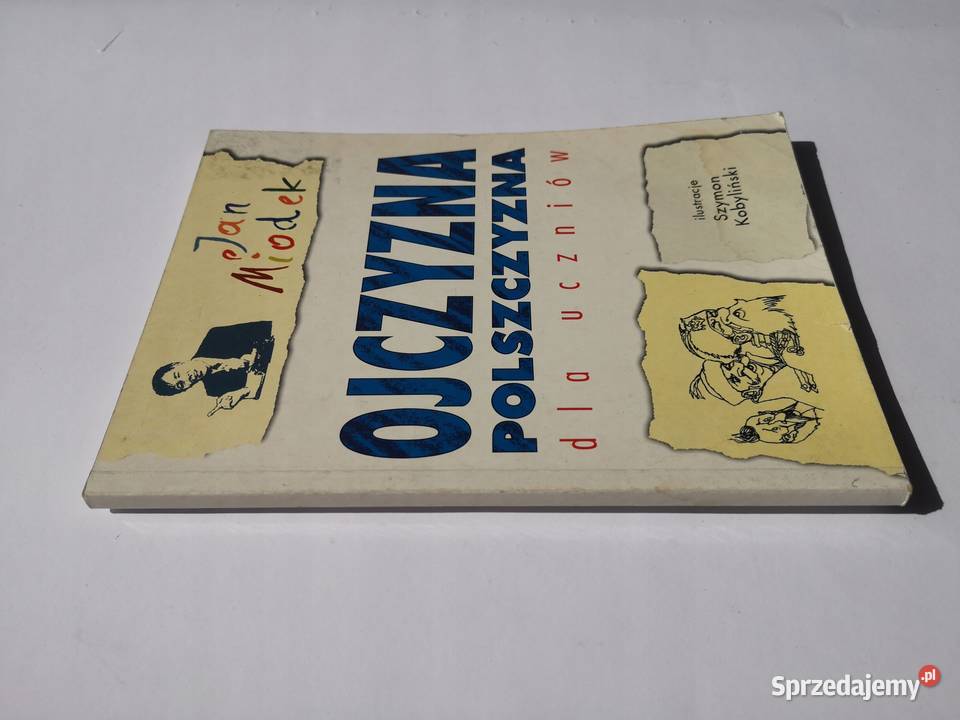 Jan
Miodek
OJCZYZNA
POLSZCZYZNA
dla uczniów
ilustracje
Szymon
Kobyliński
Sprzedajemy.pl